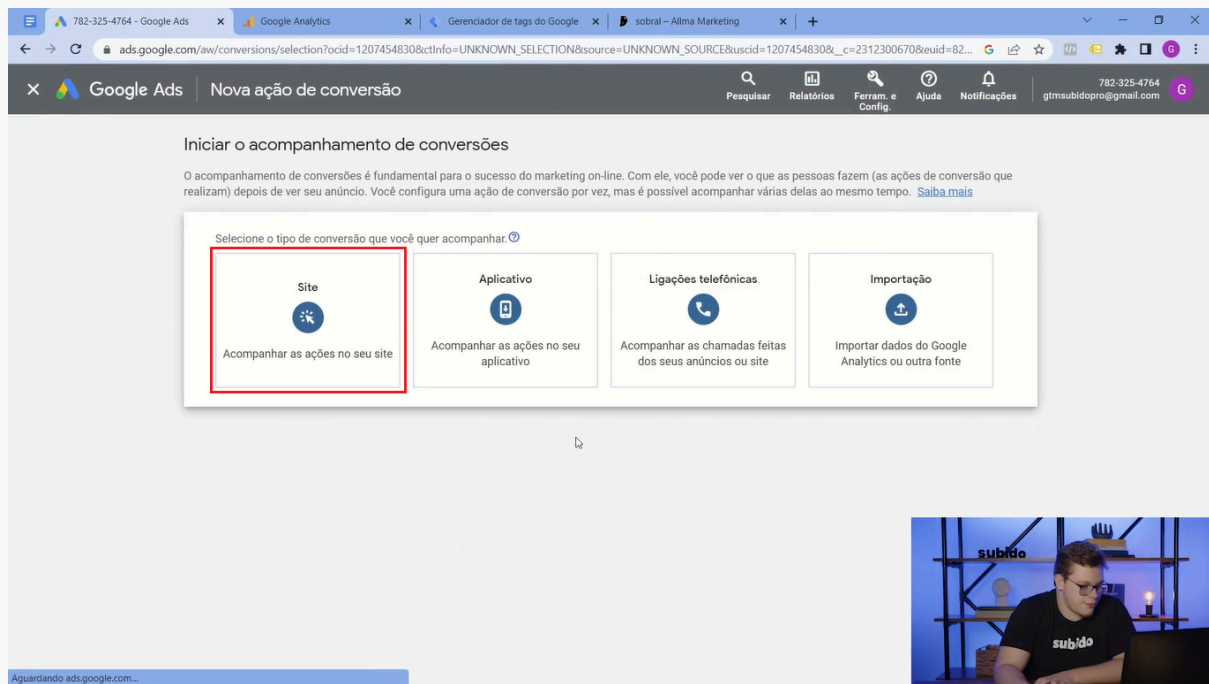 782-325-4764 - Google Ads
Google Analytics
Gerenciador de tags do Google
sobral – Allma Marketing
ads.google.com/aw/conversions/selection?ocid=1207454830&ctInfo=UNKNOWN_SELECTION&source=UNKNOWN_SOURCE&uscid=1207454830&__c=2312300670&euid=82...
G
Google Ads
Nova ação de conversão
Pesquisar
Relatórios
Ferram. e
Config.
Ajuda
Notificações
782-325-4764
gtmsubidopro@gmail.com
G
Iniciar o acompanhamento de conversões
O acompanhamento de conversões é fundamental para o sucesso do marketing on-line. Com ele, você pode ver o que as pessoas fazem (as ações de conversão que
realizam) depois de ver seu anúncio. Você configura uma ação de conversão por vez, mas é possível acompanhar várias delas ao mesmo tempo. Saiba mais
Selecione o tipo de conversão que você quer acompanhar.
Site
Acompanhar as ações no seu site
Aplicativo
Acompanhar as ações no seu
aplicativo
Ligações telefônicas
Acompanhar as chamadas feitas
dos seus anúncios ou site
Importação
Importar dados do Google
Analytics ou outra fonte
subido
subido
Aguardando ads.google.com...